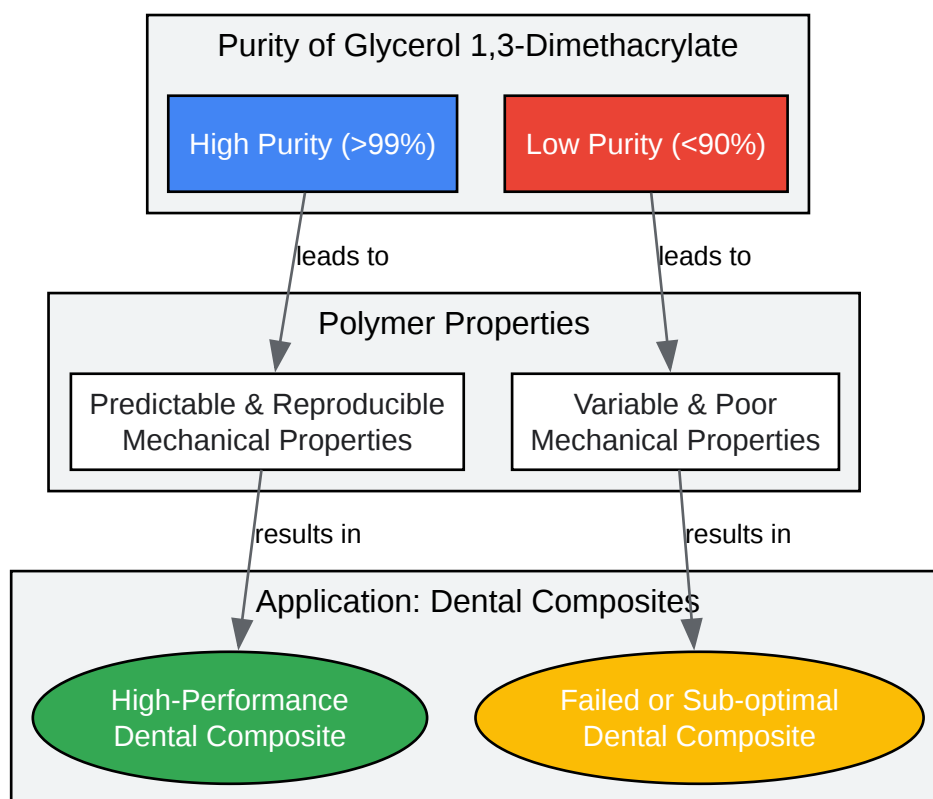 Purity of Glycerol 1,3-Dimethacrylate
High Purity (>99%)
Low Purity (<90%)
leads to
leads to
Polymer Properties
Predictable & Reproducible
Mechanical Properties
Variable & Poor
Mechanical Properties
results in
results in
Application: Dental Composites
High-Performance
Dental Composite
Failed or Sub-optimal
Dental Composite